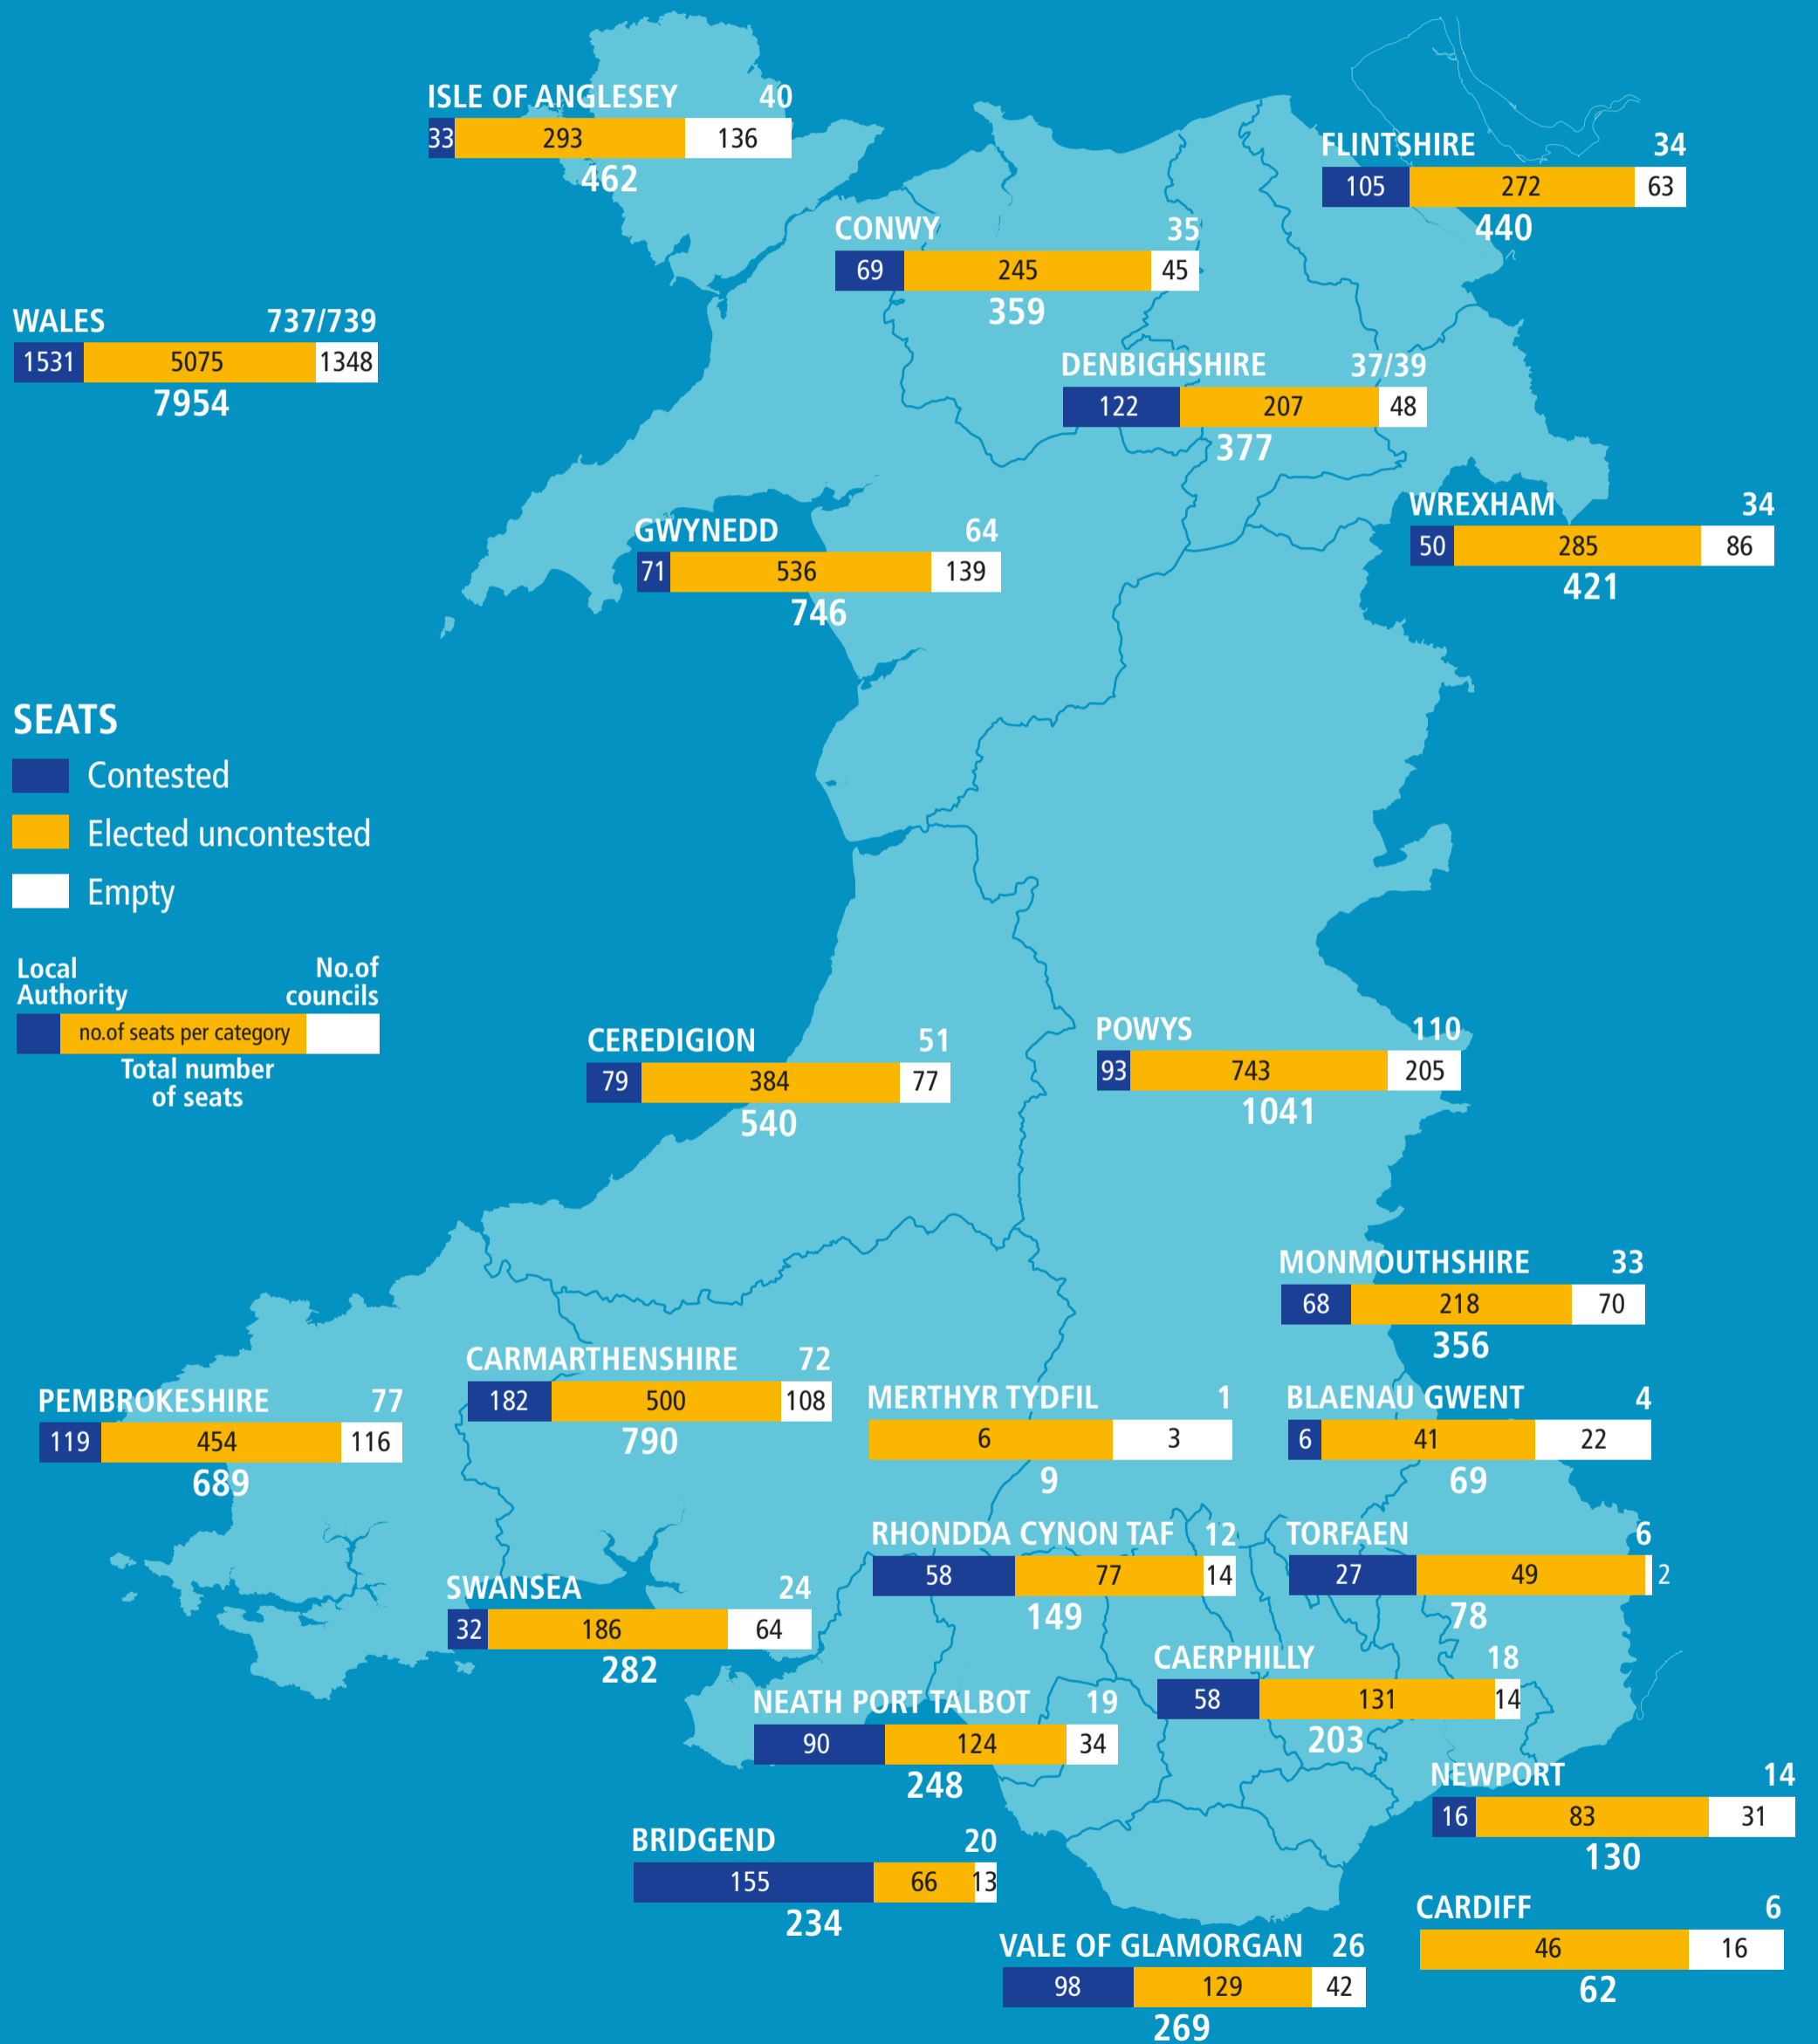 ISLE OF ANGLESEY 40
33 293 136
462
FLINTSHIRE 34
105 272 63
440
CONWY 35
69 245 45
359
WALES 737/739
1531 5075 1348
7954
DENBIGHSHIRE 37/39
122 207 48
377
WREXHAM 34
50 285 86
421
GWYNEDD 64
71 536 139
746
SEATS
Contested
Elected uncontested
Empty
Local No.of
Authority councils
no.of seats per category
Total number
of seats
CEREDIGION 51
79 384 77
540
POWYS 110
93 743 205
1041
MONMOUTHSHIRE 33
68 218 70
356
CARMARTHENSHIRE 72
182 500 108
790
PEMBROKESHIRE 77
119 454 116
689
MERTHYR TYDFIL 1
6 3
9
BLAENAU GWENT 4
6 41 22
69
RHONDDA CYNON TAF 12
58 77 14
149
TORFAEN 6
27 49 2
78
SWANSEA 24
32 186 64
282
CAERPHILLY 18
58 131 14
203
NEATH PORT TALBOT 19
90 124 34
248
NEWPORT 14
16 83 31
130
BRIDGEND 20
155 66 13
234
CARDIFF 6
46 16
62
VALE OF GLAMORGAN 26
98 129 42
269